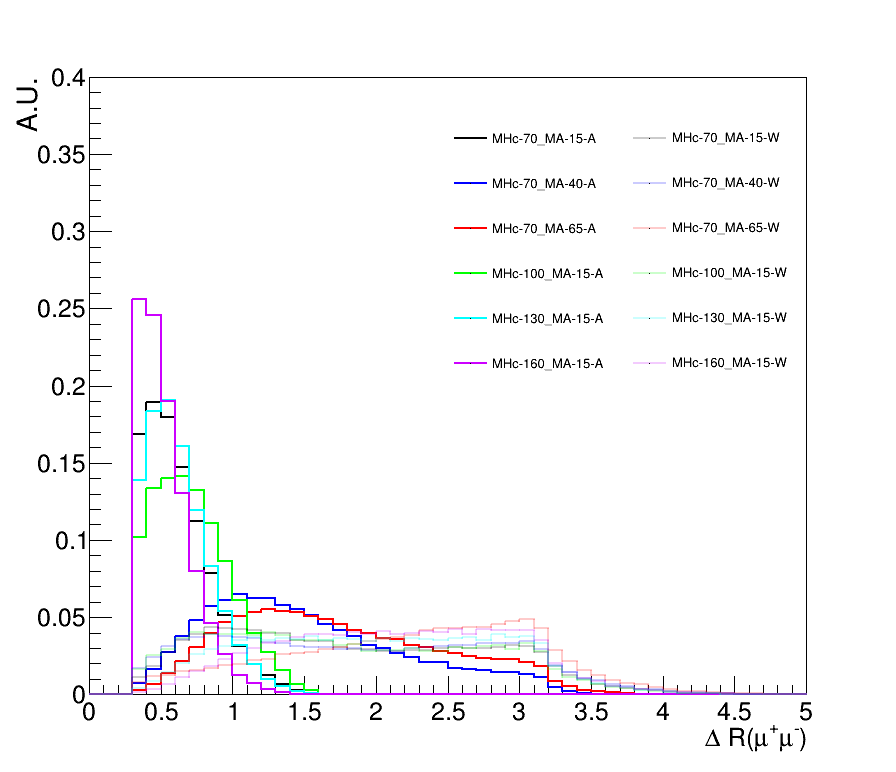 A.U.
0.4
0.35
0.3
0.25
0.2
0.15
0.1
0.05
0
MHc-70_MA-15-A MHc-70_MA-15-W
MHc-70_MA-40-A MHc-70_MA-40-W
MHc-70_MA-65-A MHc-70_MA-65-W
MHc-100_MA-15-A MHc-100_MA-15-W
MHc-130_MA-15-A MHc-130_MA-15-W
MHc-160_MA-15-A MHc-160_MA-15-W
0 0.5 1 1.5 2 2.5 3 3.5 4 4.5 5
Δ R(μ⁺μ⁻)